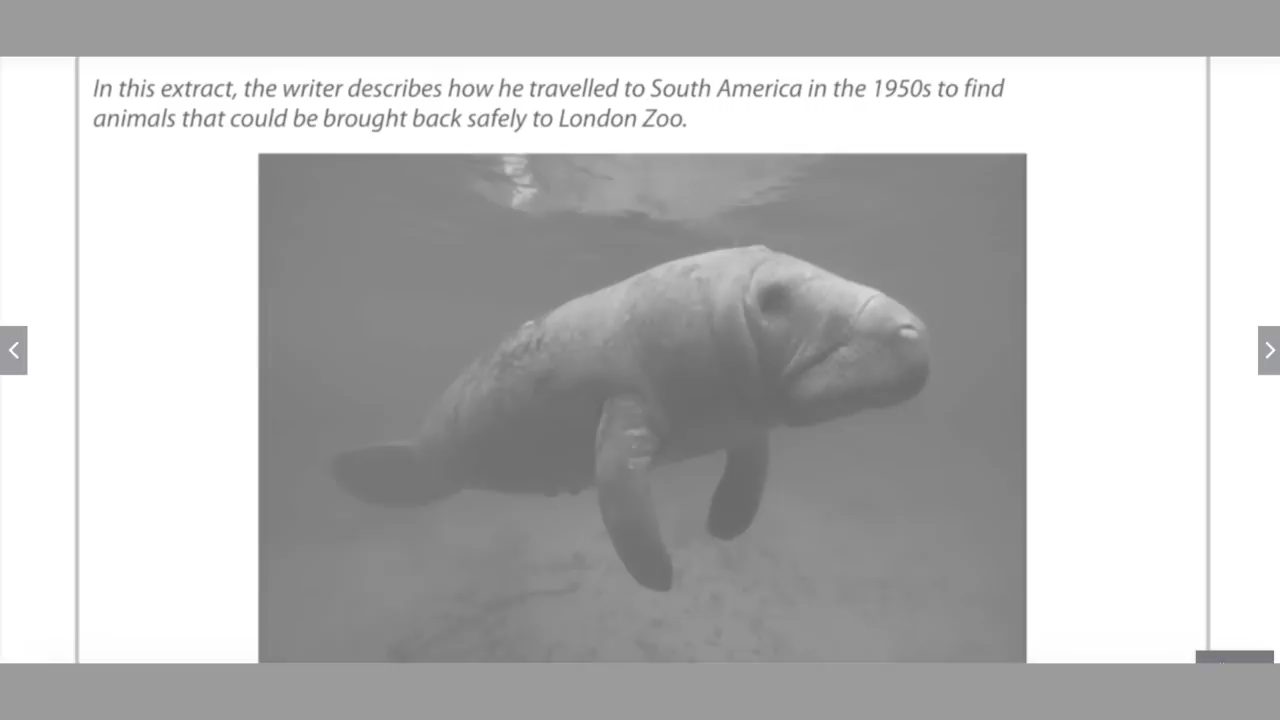 In this extract, the writer describes how he travelled to South America in the 1950s to find
animals that could be brought back safely to London Zoo.